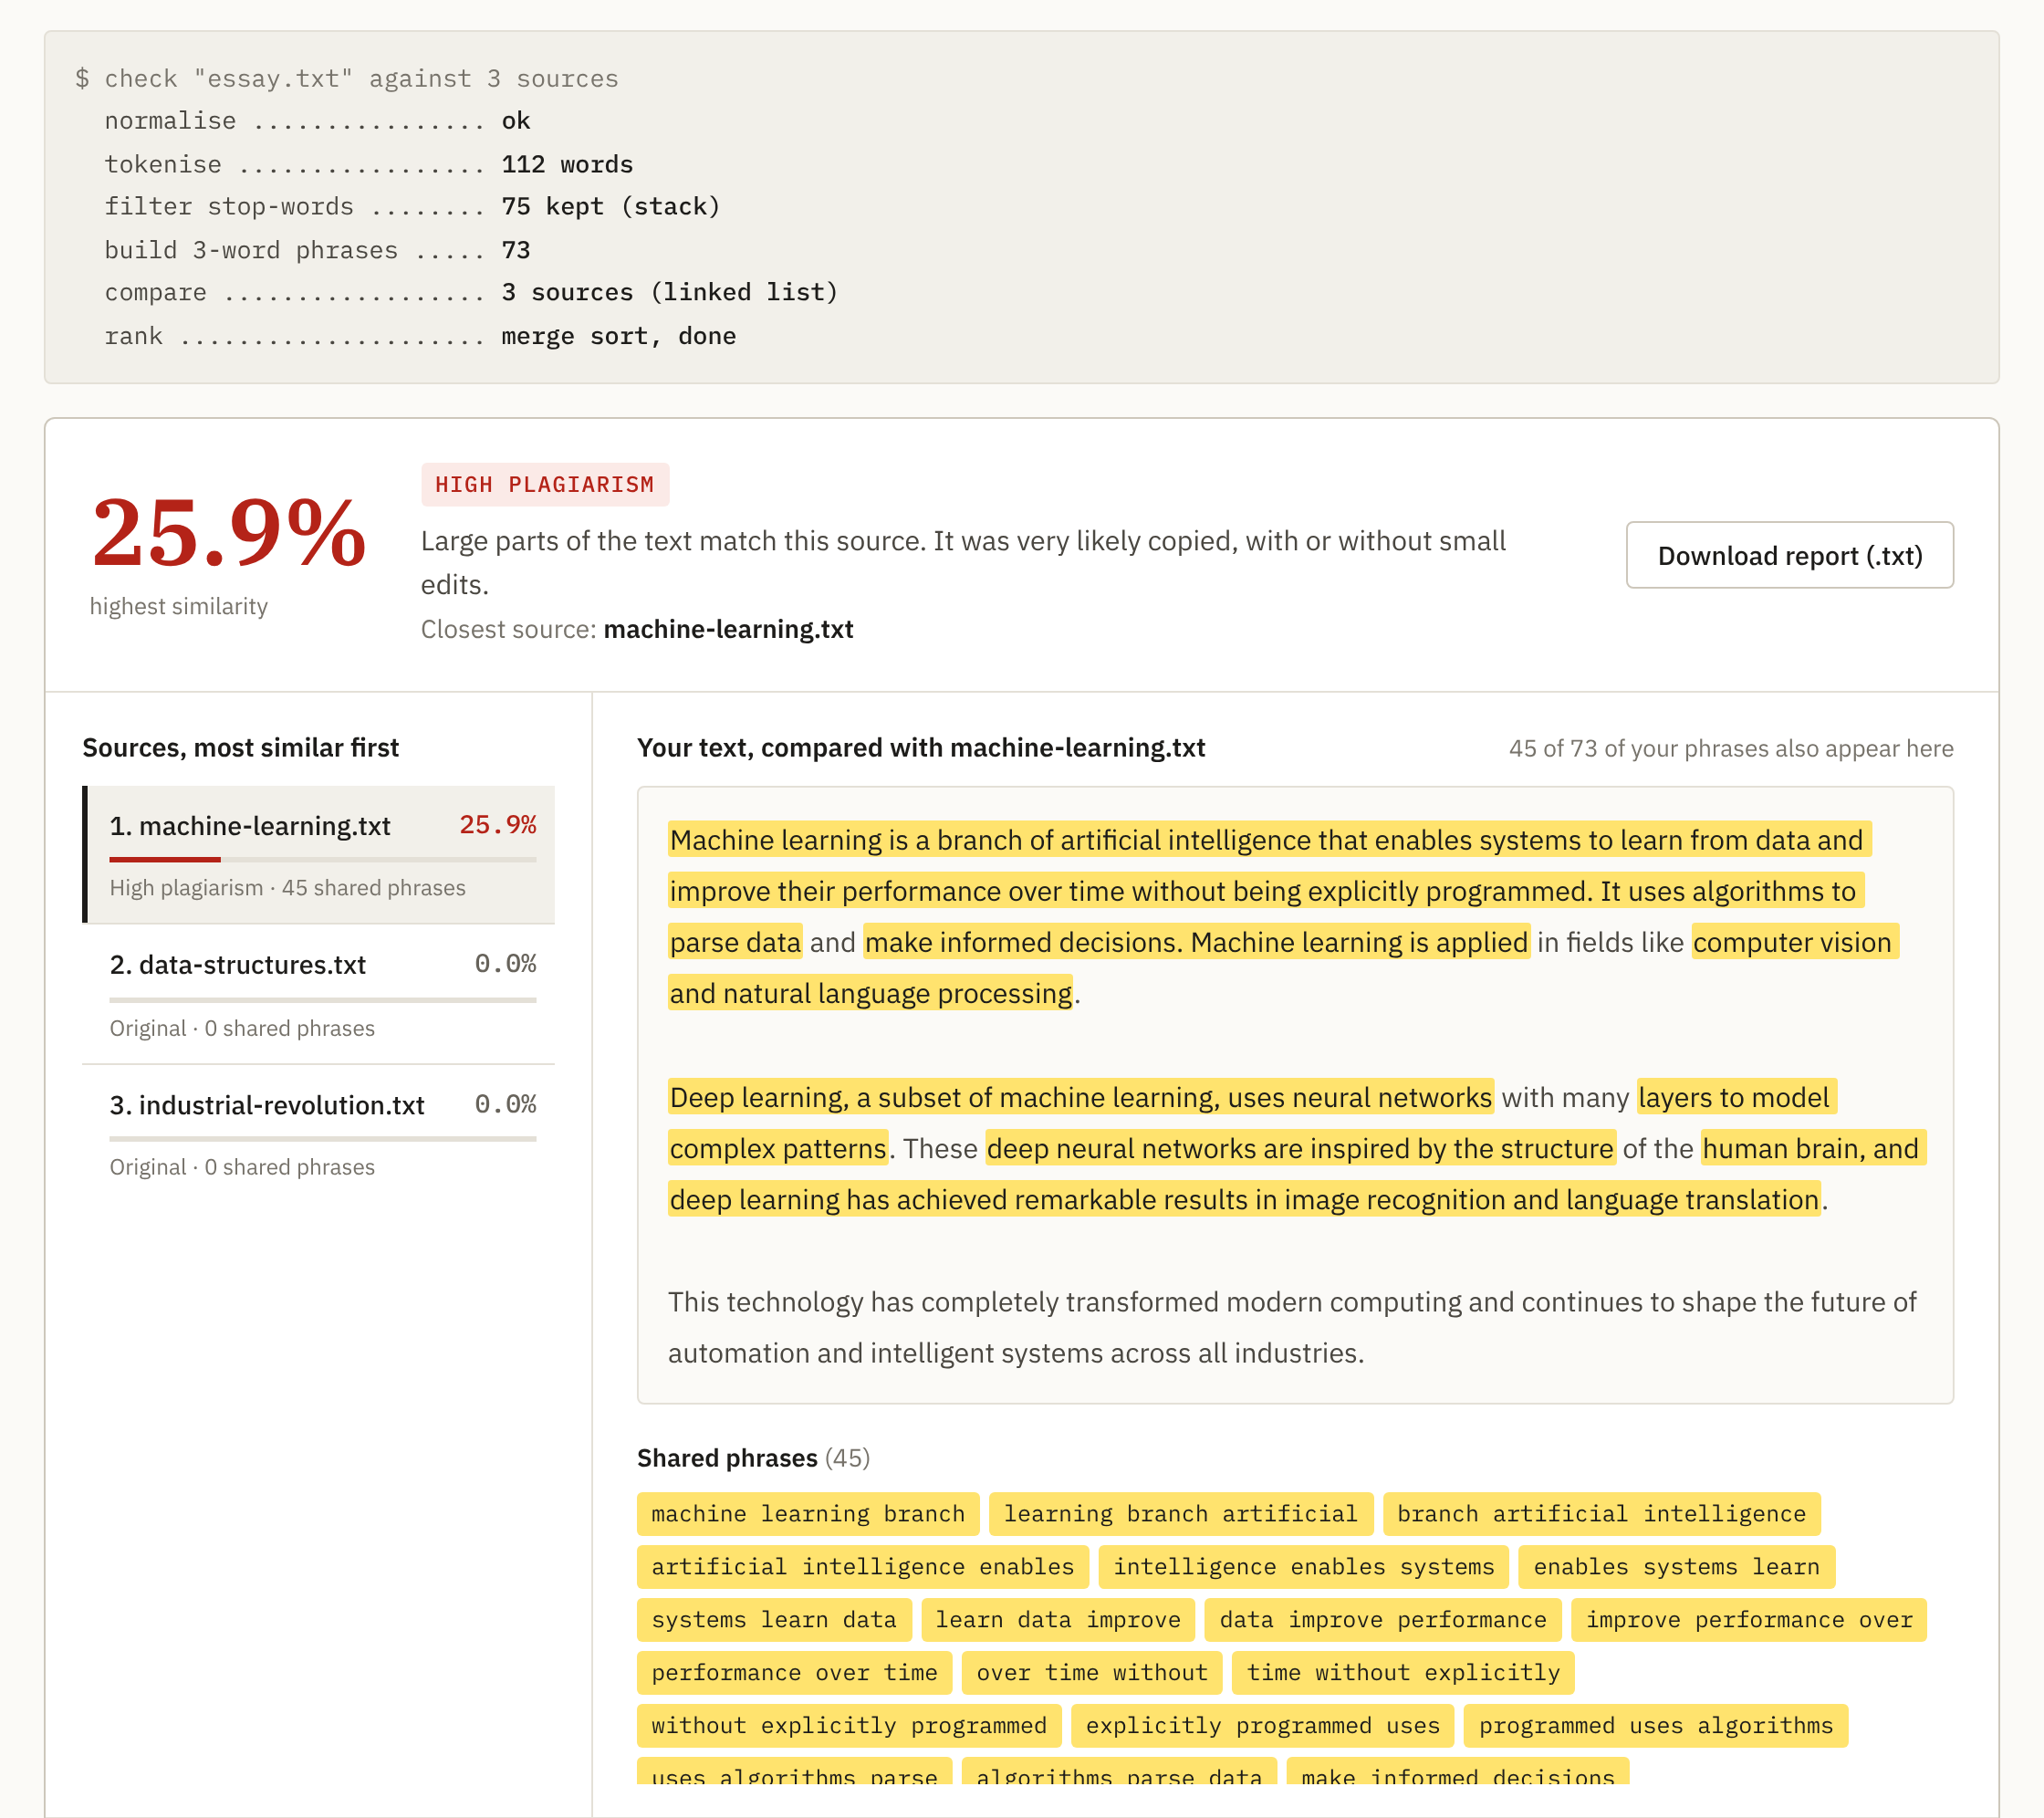 $ check "essay.txt" against 3 sources
normalise ................ ok
tokenise ................. 112 words
filter stop-words ........ 75 kept (stack)
build 3-word phrases ..... 73
compare .................. 3 sources (linked list)
rank ..................... merge sort, done
25.9%
highest similarity
HIGH PLAGIARISM
Large parts of the text match this source. It was very likely copied, with or without small
edits.
Closest source: machine-learning.txt
Download report (.txt)
Sources, most similar first
1. machine-learning.txt 25.9%
High plagiarism · 45 shared phrases
2. data-structures.txt 0.0%
Original · 0 shared phrases
3. industrial-revolution.txt 0.0%
Original · 0 shared phrases
Your text, compared with machine-learning.txt 45 of 73 of your phrases also appear here
Machine learning is a branch of artificial intelligence that enables systems to learn from data and
improve their performance over time without being explicitly programmed. It uses algorithms to
parse data and make informed decisions. Machine learning is applied in fields like computer vision
and natural language processing.
Deep learning, a subset of machine learning, uses neural networks with many layers to model
complex patterns. These deep neural networks are inspired by the structure of the human brain, and
deep learning has achieved remarkable results in image recognition and language translation.
This technology has completely transformed modern computing and continues to shape the future of
automation and intelligent systems across all industries.
Shared phrases (45)
machine learning branch learning branch artificial branch artificial intelligence
artificial intelligence enables intelligence enables systems enables systems learn
systems learn data learn data improve data improve performance improve performance over
performance over time over time without time without explicitly
without explicitly programmed explicitly programmed uses programmed uses algorithms
uses algorithms parse algorithms parse data make informed decisions